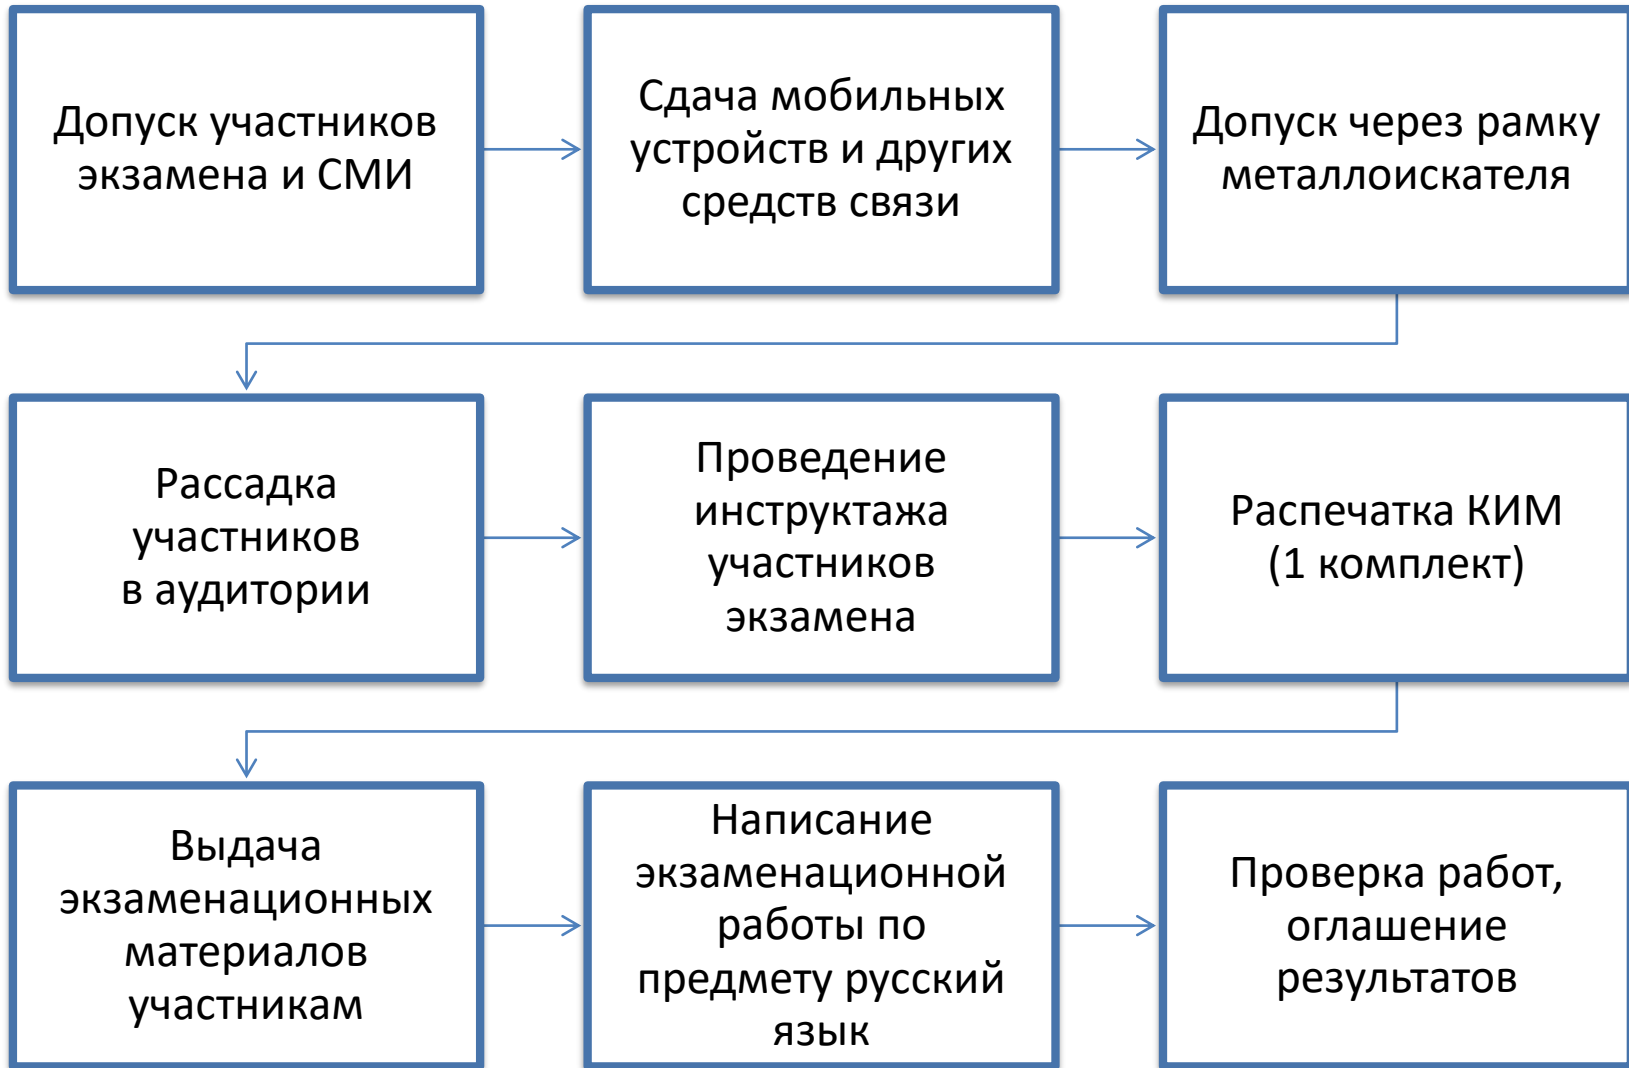 Допуск участников
экзамена и СМИ
Сдача мобильных
устройств и других
средств связи
Допуск через рамку
металлоискателя
Рассадка
участников
в аудитории
Проведение
инструктажа
участников
экзамена
Распечатка КИМ
(1 комплект)
Выдача
экзаменационных
материалов
участникам
Написание
экзаменационной
работы по
предмету русский
язык
Проверка работ,
оглашение
результатов